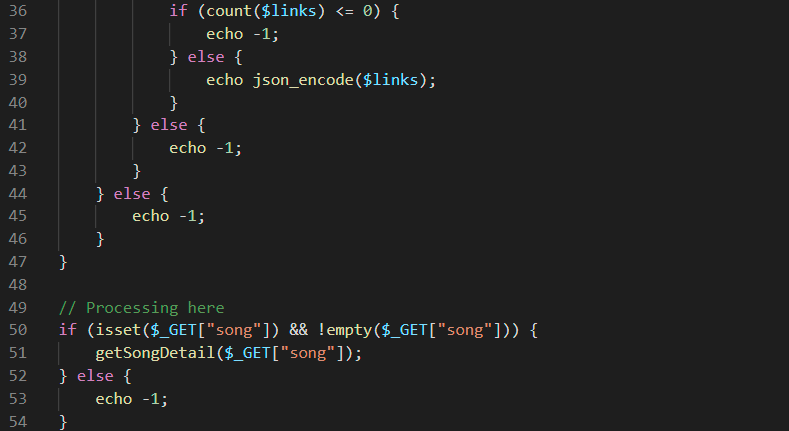 36 if (count($links) <= 0) {
37 echo -1;
38 } else {
39 echo json_encode($links);
40 }
41 } else {
42 echo -1;
43 }
44 } else {
45 echo -1;
46 }
47 }
48
49 // Processing here
50 if (isset($_GET["song"]) && !empty($_GET["song"])) {
51 getSongDetail($_GET["song"]);
52 } else {
53 echo -1;
54 }